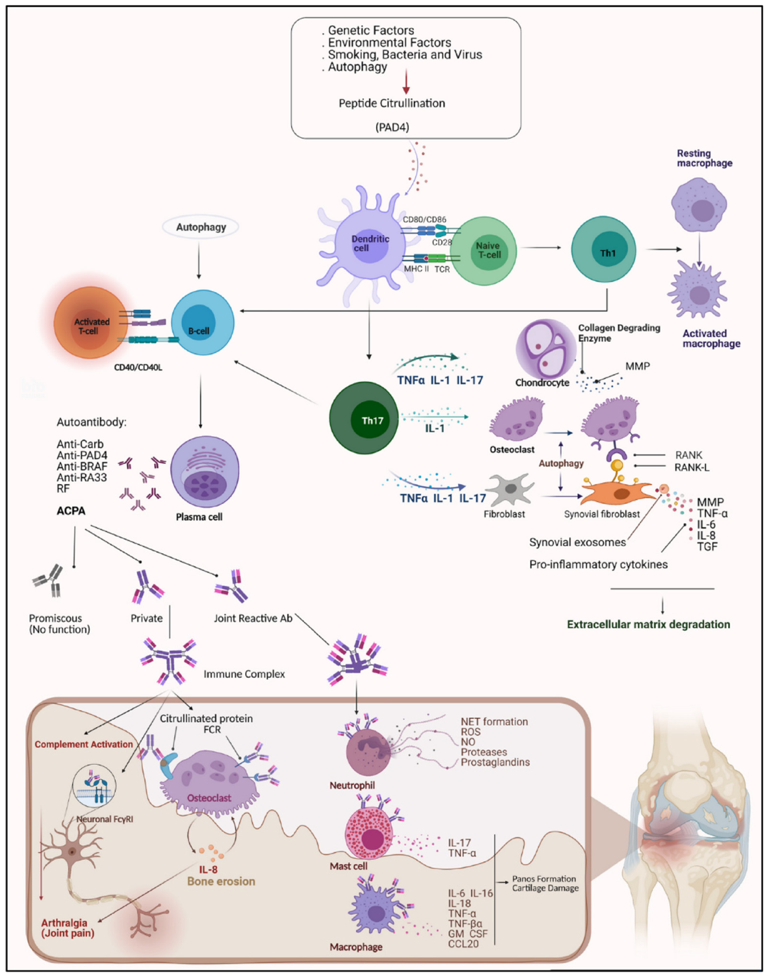 . Genetic Factors
. Environmental Factors
. Smoking, Bacteria and Virus
. Autophagy
Peptide Citrullination
(PAD4)
Resting
macrophage
Autophagy
Dendritic
cell
CD80/CD86
CD28
MHC II TCR
Naive
T-cell
Th1
Activated
macrophage
Activated
T-cell
B-cell
CD40/CD40L
Collagen Degrading
Enzyme
MMP
Chondrocyte
Th17
TNFα IL-1 IL-17
IL-1
TNFα IL-1 IL-17
Osteoclast
Autophagy
RANK
RANK-L
Fibroblast
Synovial fibroblast
Synovial exosomes
Pro-inflammatory cytokines
MMP
TNF-α
IL-6
IL-8
TGF
Extracellular matrix degradation
Autoantibody:
Anti-Carb
Anti-PAD4
Anti-BRAF
Anti-RA33
RF
ACPA
Plasma cell
Promiscous
(No function)
Private
Joint Reactive Ab
Immune Complex
Complement Activation
Citrullinated protein
FCR
Osteoclast
Neuronal FcγRI
IL-8
Bone erosion
Arthralgia
(Joint pain)
Neutrophil
NET formation
ROS
NO
Proteases
Prostaglandins
Mast cell
IL-17
TNF-α
Macrophage
IL-6 IL-16
IL-18
TNF-α
TNF-βα
GM CSF
CCL20
Panos Formation
Cartilage Damage